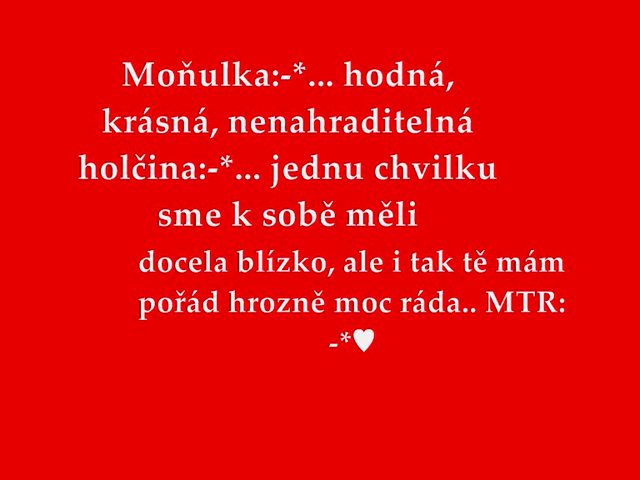 Moňulka:-*... hodná,
krásná, nenahraditelná
holčina:-*... jednu chvilku
sme k sobě měli
docela blízko, ale i tak tě mám
pořád hrozně moc ráda.. MTR:
-*♥